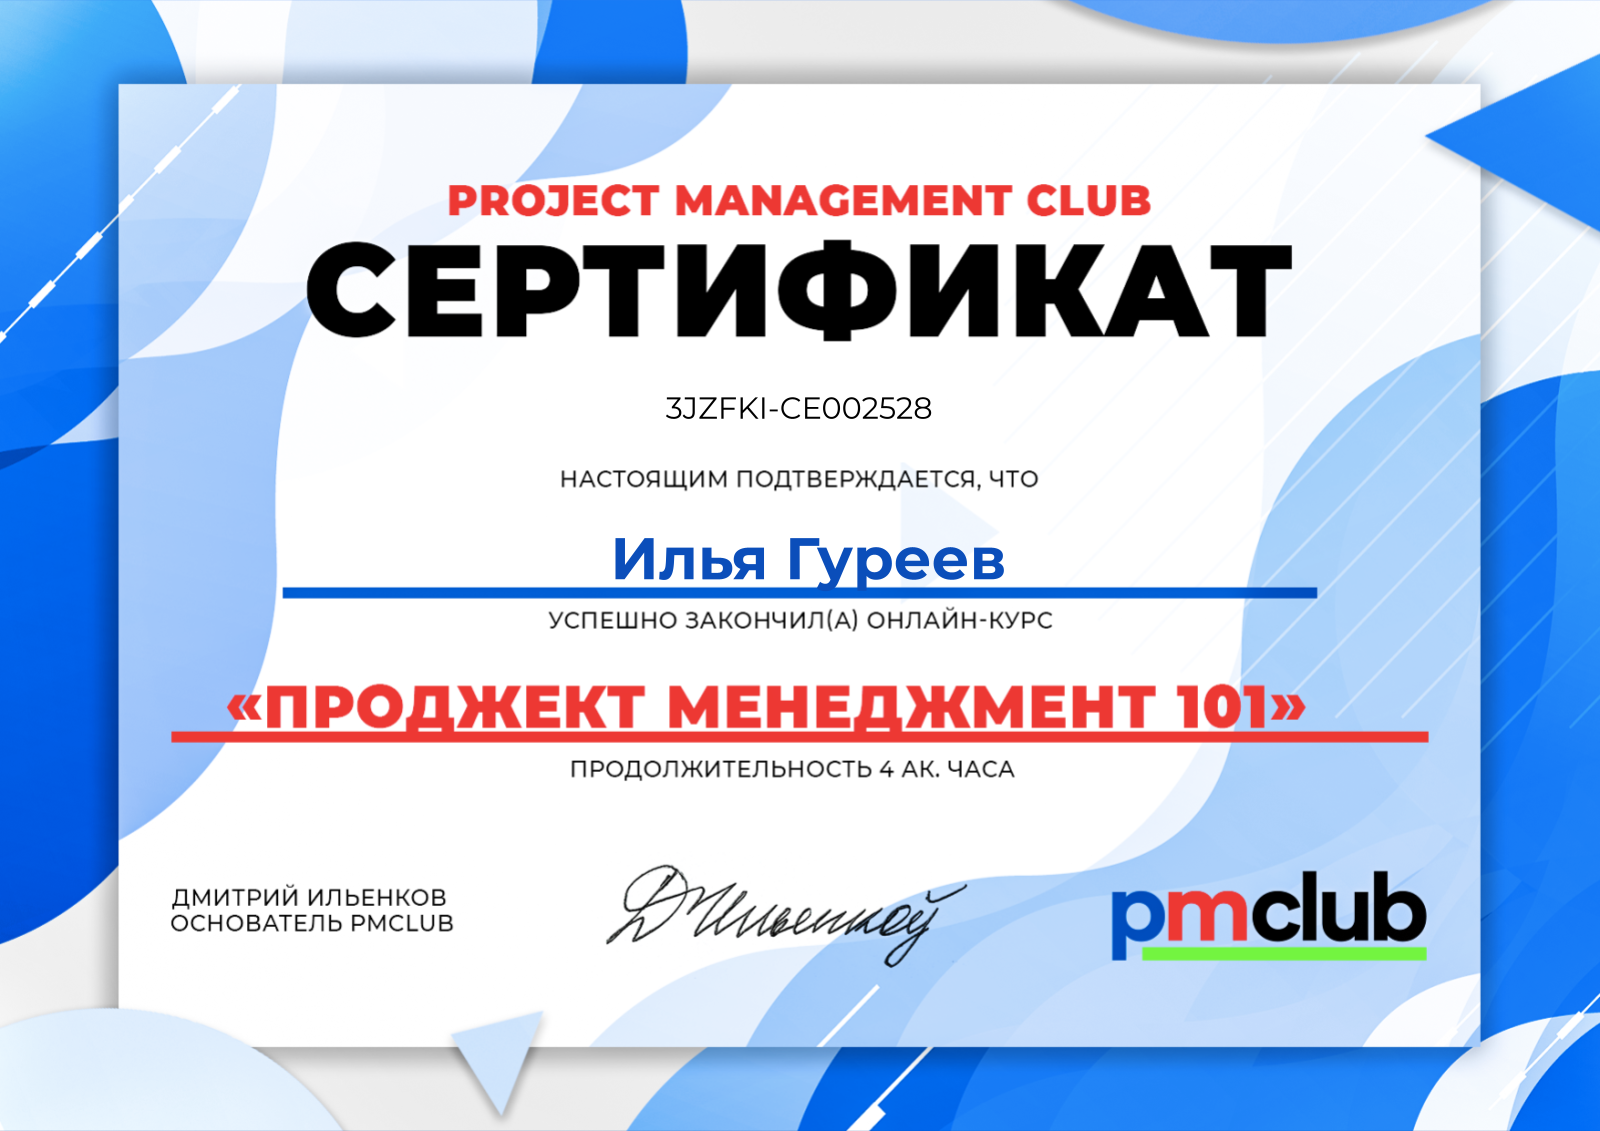 PROJECT MANAGEMENT CLUB
СЕРТИФИКАТ
3JZFKI-CE002528
НАСТОЯЩИМ ПОДТВЕРЖДАЕТСЯ, ЧТО
Илья Гуреев
УСПЕШНО ЗАКОНЧИЛ(А) ОНЛАЙН-КУРС
«ПРОДЖЕКТ МЕНЕДЖМЕНТ 101»
ПРОДОЛЖИТЕЛЬНОСТЬ 4 АК. ЧАСА
ДМИТРИЙ ИЛЬЕНКОВ
ОСНОВАТЕЛЬ PMCLUB
ДИльенков
pmclub